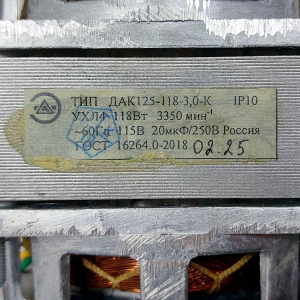 ТИП ДАК125-118-3,0-К IP10
УХЛ4 118Вт 3350 мин⁻¹
~60Гц 115В 20мкФ/250В Россия
ГОСТ 16264.0-2018 02.25